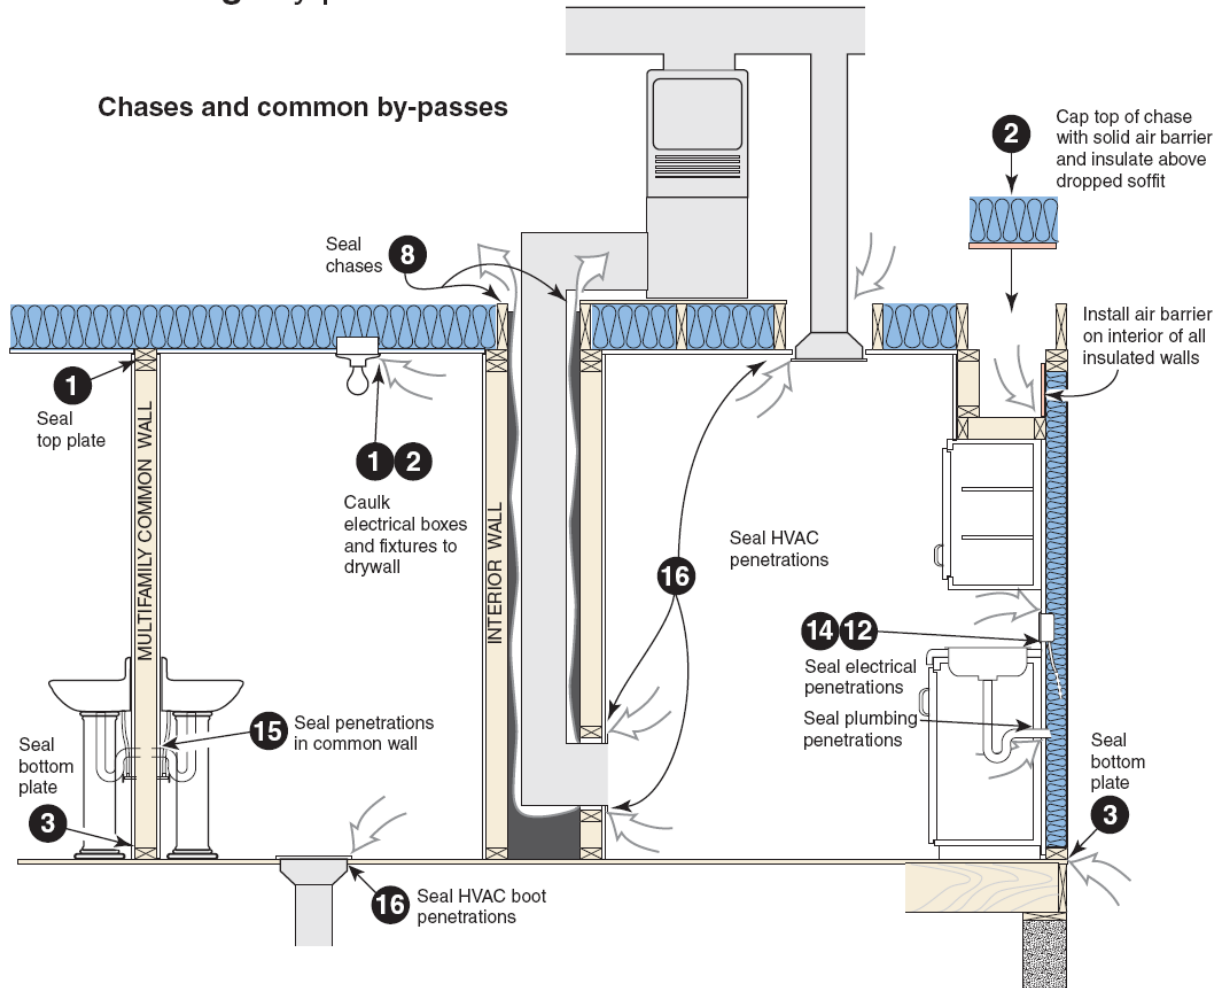 Chases and common by-passes
2
Cap top of chase
with solid air barrier
and insulate above
dropped soffit
Seal
chases
8
Install air barrier
on interior of all
insulated walls
1
Seal
top plate
1 2
Caulk
electrical boxes
and fixtures to
drywall
MULTIFAMILY COMMON WALL
INTERIOR WALL
Seal HVAC
penetrations
16
14 12
Seal electrical
penetrations
Seal plumbing
penetrations
15
Seal penetrations
in common wall
Seal
bottom
plate
3
Seal
bottom
plate
3
16
Seal HVAC boot
penetrations